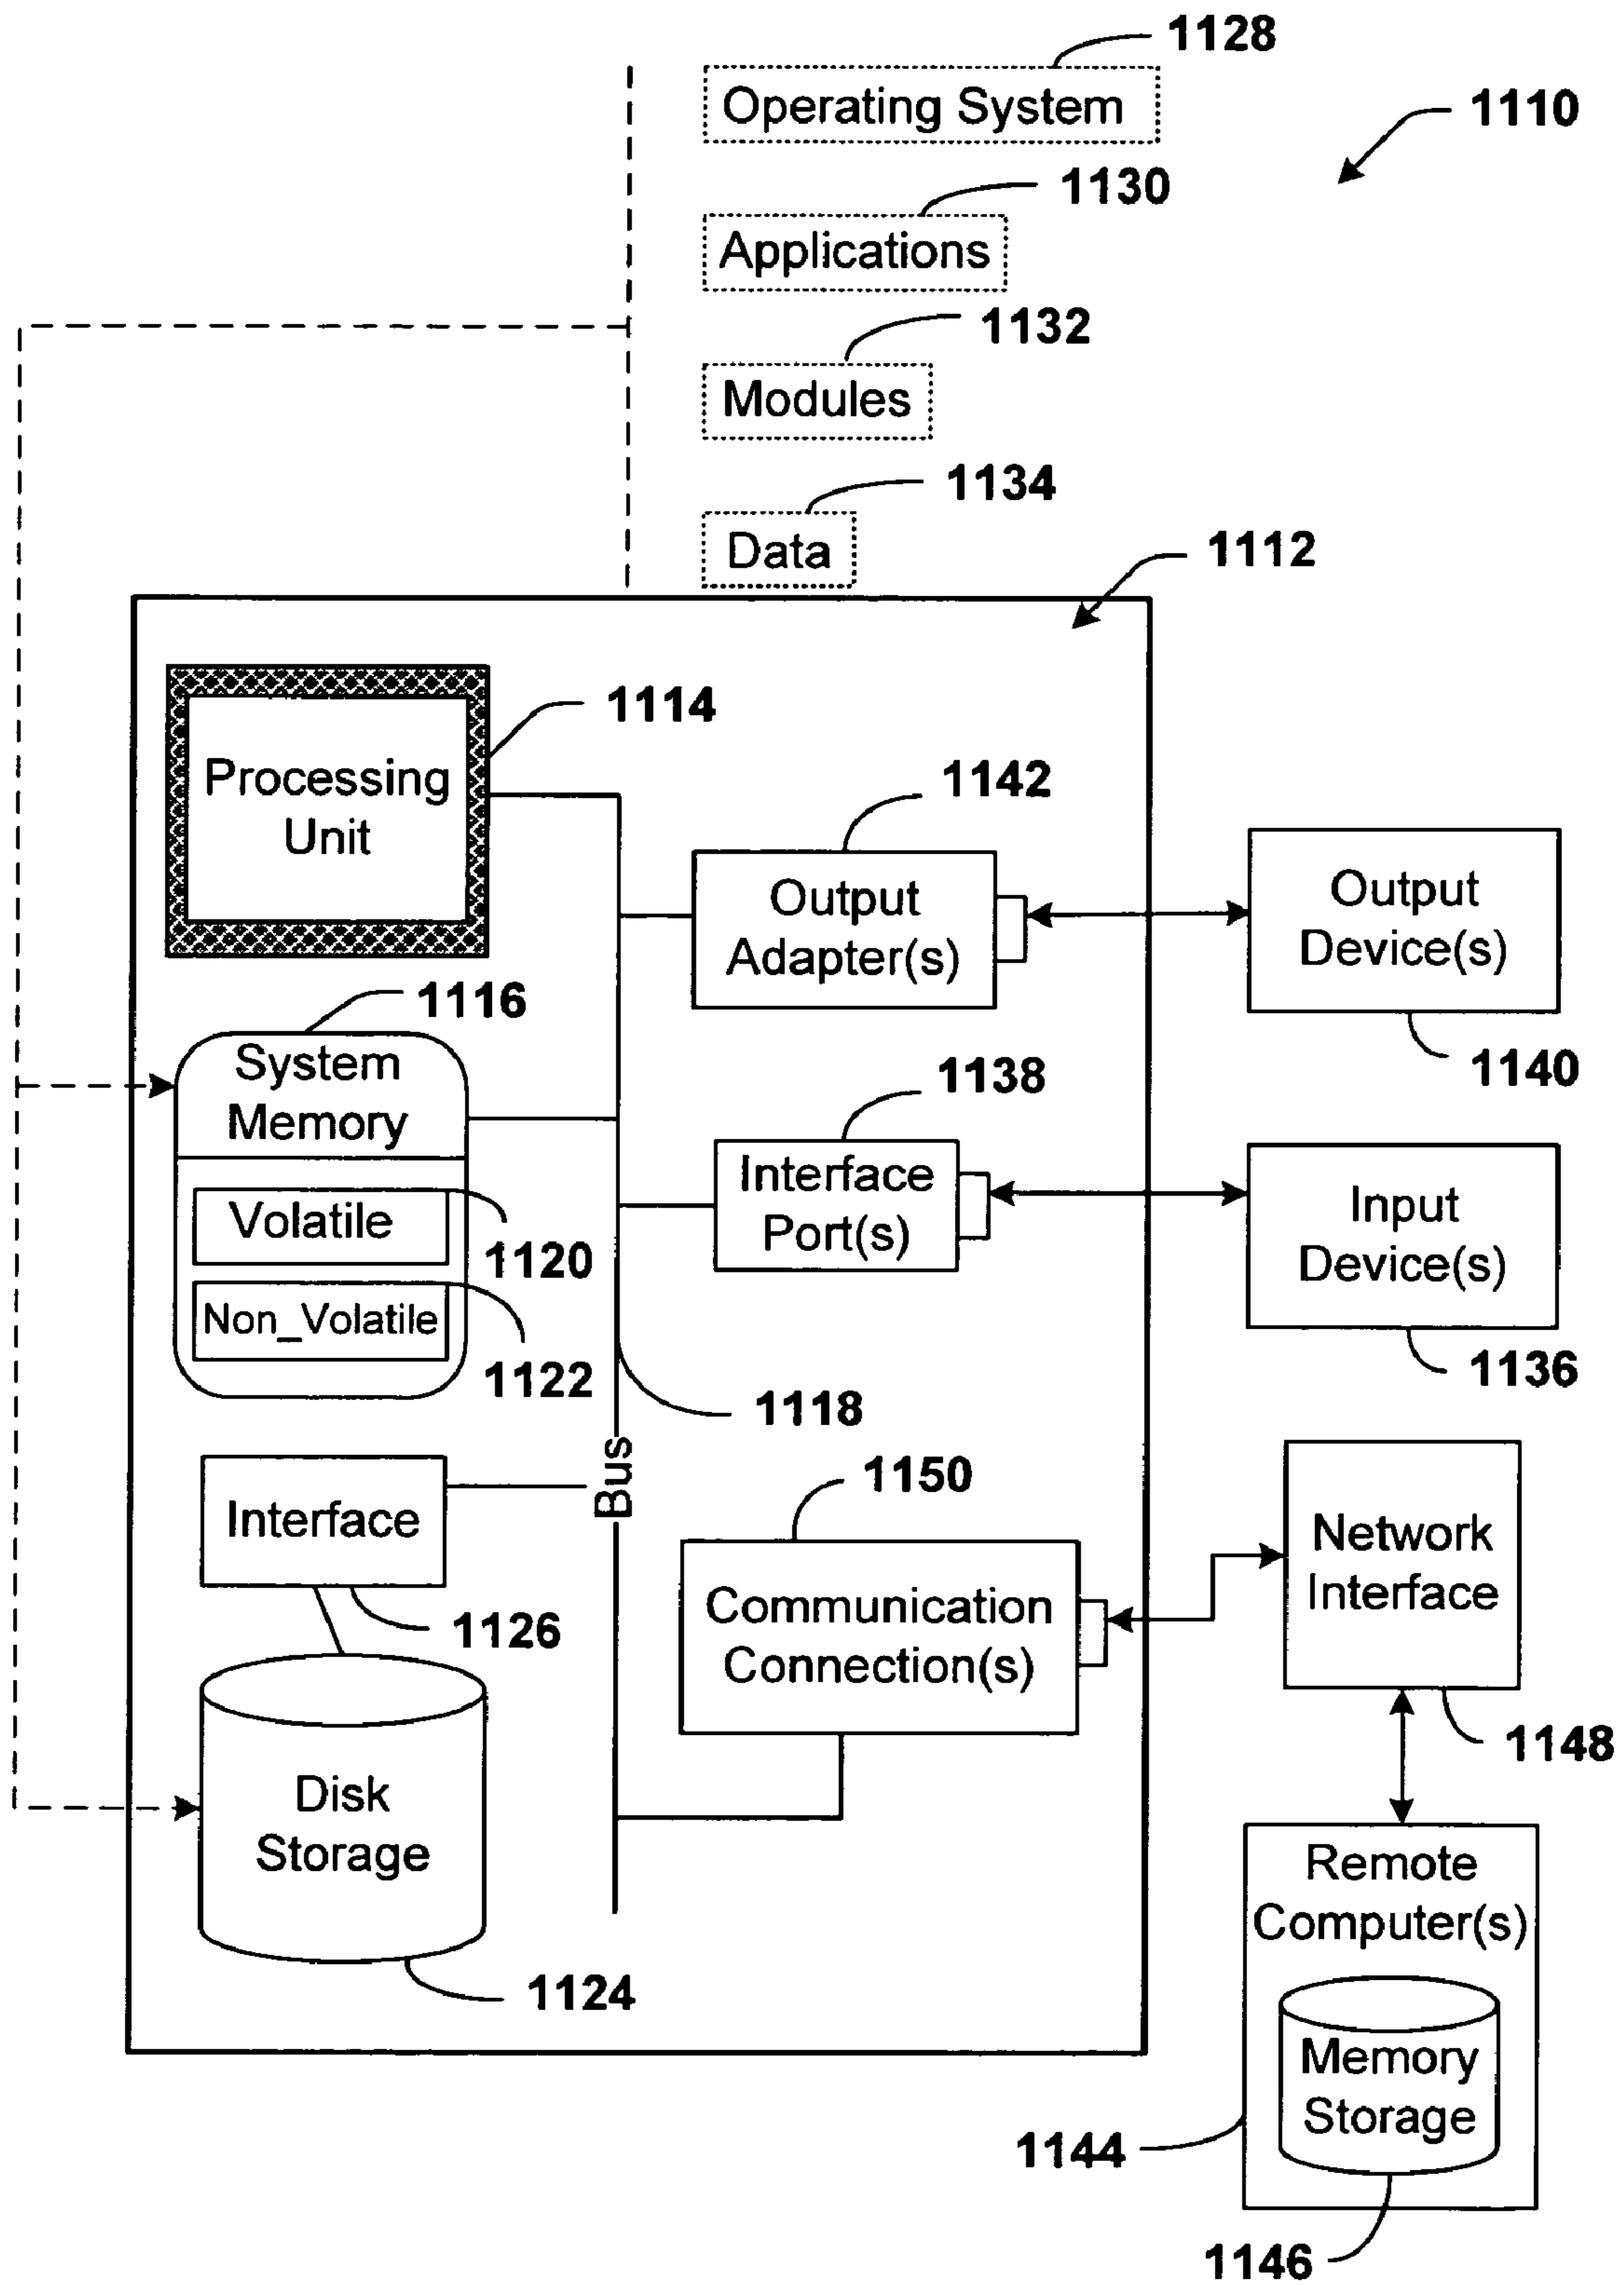 1128
Operating System
1110
1130
Applications
1132
Modules
1134
Data
1112
1114
Processing
Unit
1142
Output
Adapter(s)
Output
Device(s)
1140
1116
System
Memory
1138
Interface
Port(s)
Input
Device(s)
1136
Volatile
1120
Non_Volatile
1122
1118
Bus
1150
Interface
1126
Communication
Connection(s)
Network
Interface
1148
Disk
Storage
1124
Remote
Computer(s)
Memory
Storage
1144
1146